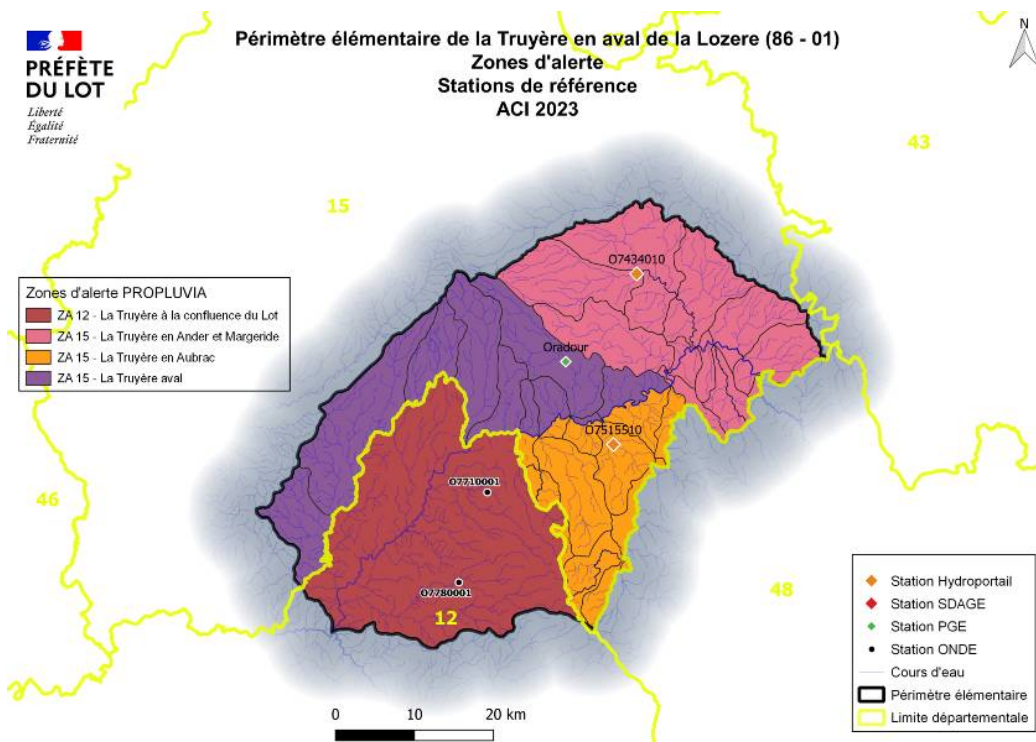 PRÉFÈTE
DU LOT
Liberté
Égalité
Fraternité
Périmètre élémentaire de la Truyère en aval de la Lozere (86 - 01)
Zones d'alerte
Stations de référence
ACI 2023
N
43
15
46
48
12
Zones d'alerte PROPLUVIA
ZA 12 - La Truyère à la confluence du Lot
ZA 15 - La Truyère en Ander et Margeride
ZA 15 - La Truyère en Aubrac
ZA 15 - La Truyère aval
O7434010
Oradour
O7515510
O7710001
O7780001
Station Hydroportail
Station SDAGE
Station PGE
Station ONDE
Cours d'eau
Périmètre élémentaire
Limite départementale
0 10 20 km